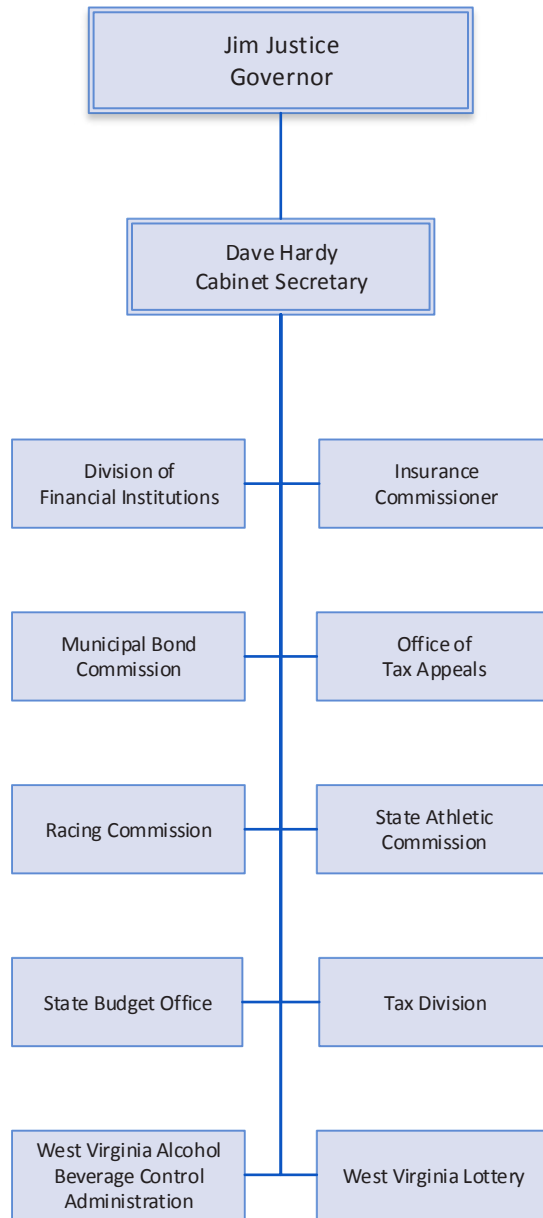 Jim Justice
Governor
Dave Hardy
Cabinet Secretary
Division of
Financial Institutions
Insurance
Commissioner
Municipal Bond
Commission
Office of
Tax Appeals
Racing Commission
State Athletic
Commission
State Budget Office
Tax Division
West Virginia Alcohol
Beverage Control
Administration
West Virginia Lottery